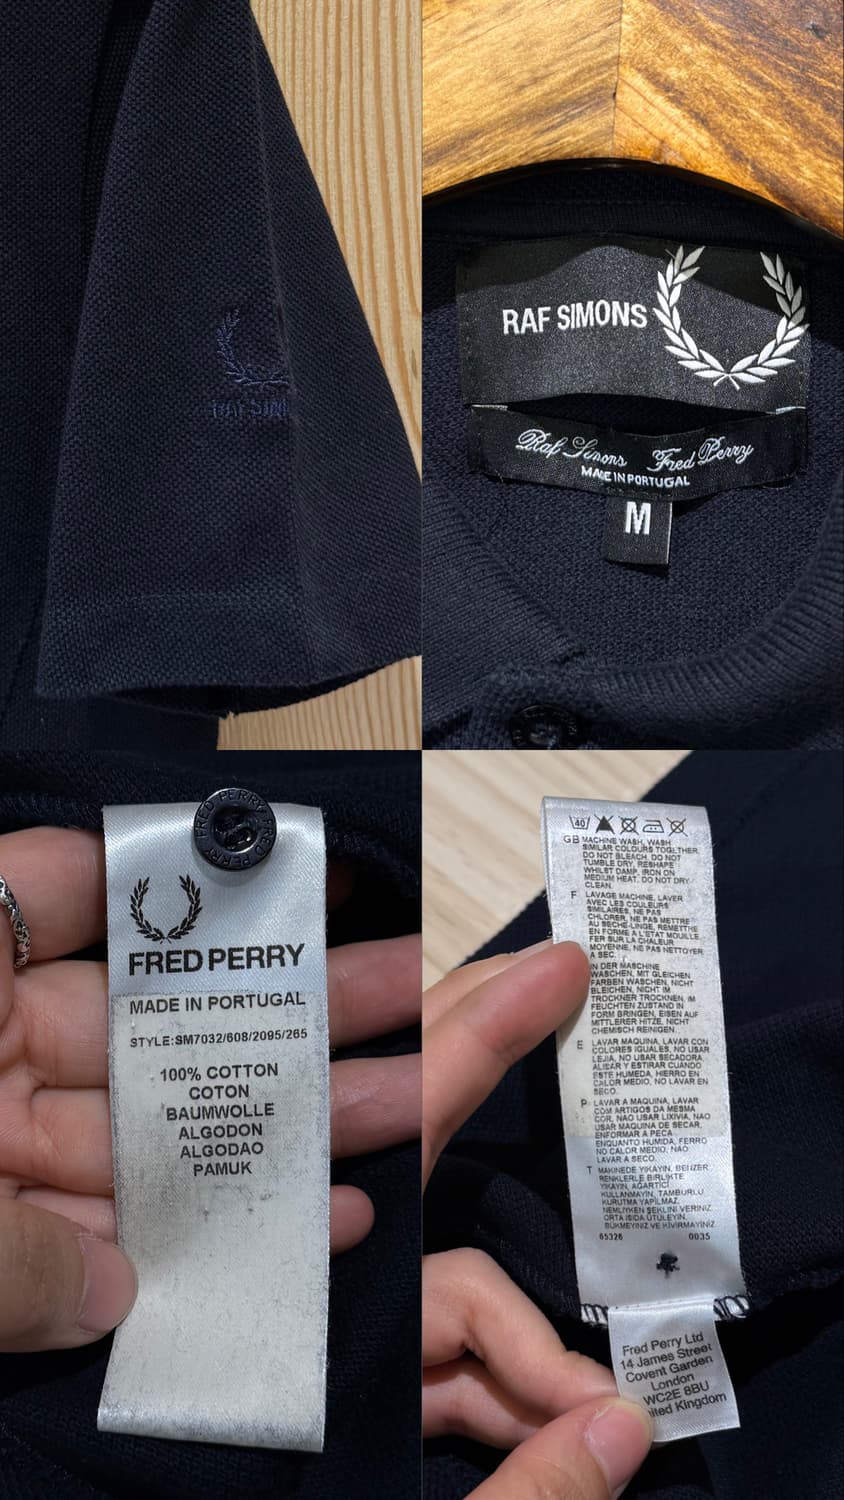 RAF SIM
RAF SIMONS
Raf Simons Fred Perry
MADE IN PORTUGAL
M
FRED PERRY FRED PERRY
FRED PERRY
MADE IN PORTUGAL
STYLE:SM7032/608/2095/265
100% COTTON
COTON
BAUMWOLLE
ALGODON
ALGODAO
PAMUK
40
GB MACHINE WASH, WASH
SIMILAR COLOURS TOGETHER,
DO NOT BLEACH, DO NOT
TUMBLE DRY, RESHAPE
WHILST DAMP, IRON ON
MEDIUM HEAT. DO NOT DRY
CLEAN.
F LAVAGE MACHINE, LAVER
AVEC LES COULEURS
SIMILAIRES, NE PAS
CHLORER, NE PAS METTRE
AU SECHE-LINGE, REMETTRE
EN FORME A L'ETAT MOUILLE,
FER SUR LA CHALEUR
MOYENNE, NE PAS NETTOYER
A SEC.
IN DER MASCHINE
WASCHEN, MIT GLEICHEN
FARBEN WASCHEN, NICHT
BLEICHEN, NICHT IM
TROCKNER TROCKNEN, IM
FEUCHTEN ZUSTAND IN
FORM BRINGEN, EISEN AUF
MITTLERER HITZE, NICHT
CHEMISCH REINIGEN.
E LAVAR MAQUINA, LAVAR CON
COLORES IGUALES, NO USAR
LEJIA, NO USAR SECADORA
ALISAR Y ESTIRAR CUANDO
ESTE HUMEDA, HIERRO EN
CALOR MEDIO, NO LAVAR EN
SECO.
P LAVAR A MAQUINA, LAVAR
COM ARTIGOS DA MESMA
COR, NAO USAR LIXIVIA, NAO
USAR MAQUINA DE SECAR,
ENFORMAR A PECA
ENQUANTO HUMIDA, FERRO
NO CALOR MEDIO, NAO
LAVAR A SECO.
T MAKINEDE YIKAYIN, BENZER
RENKLERLE BIRLIKTE
YIKAYIN, AGARTICI
KULLANMAYIN, TAMBURLU
KURUTMA YAPILMAZ,
NEMLIYKEN SEKLINI VERINIZ,
ORTA ISIDA ÜTÜLEYIN,
BÜKMEYINIZ VE KIVIRMAYINIZ
65326 0035
Fred Perry Ltd
14 James Street
Covent Garden
London
WC2E 8BU
nited Kingdom